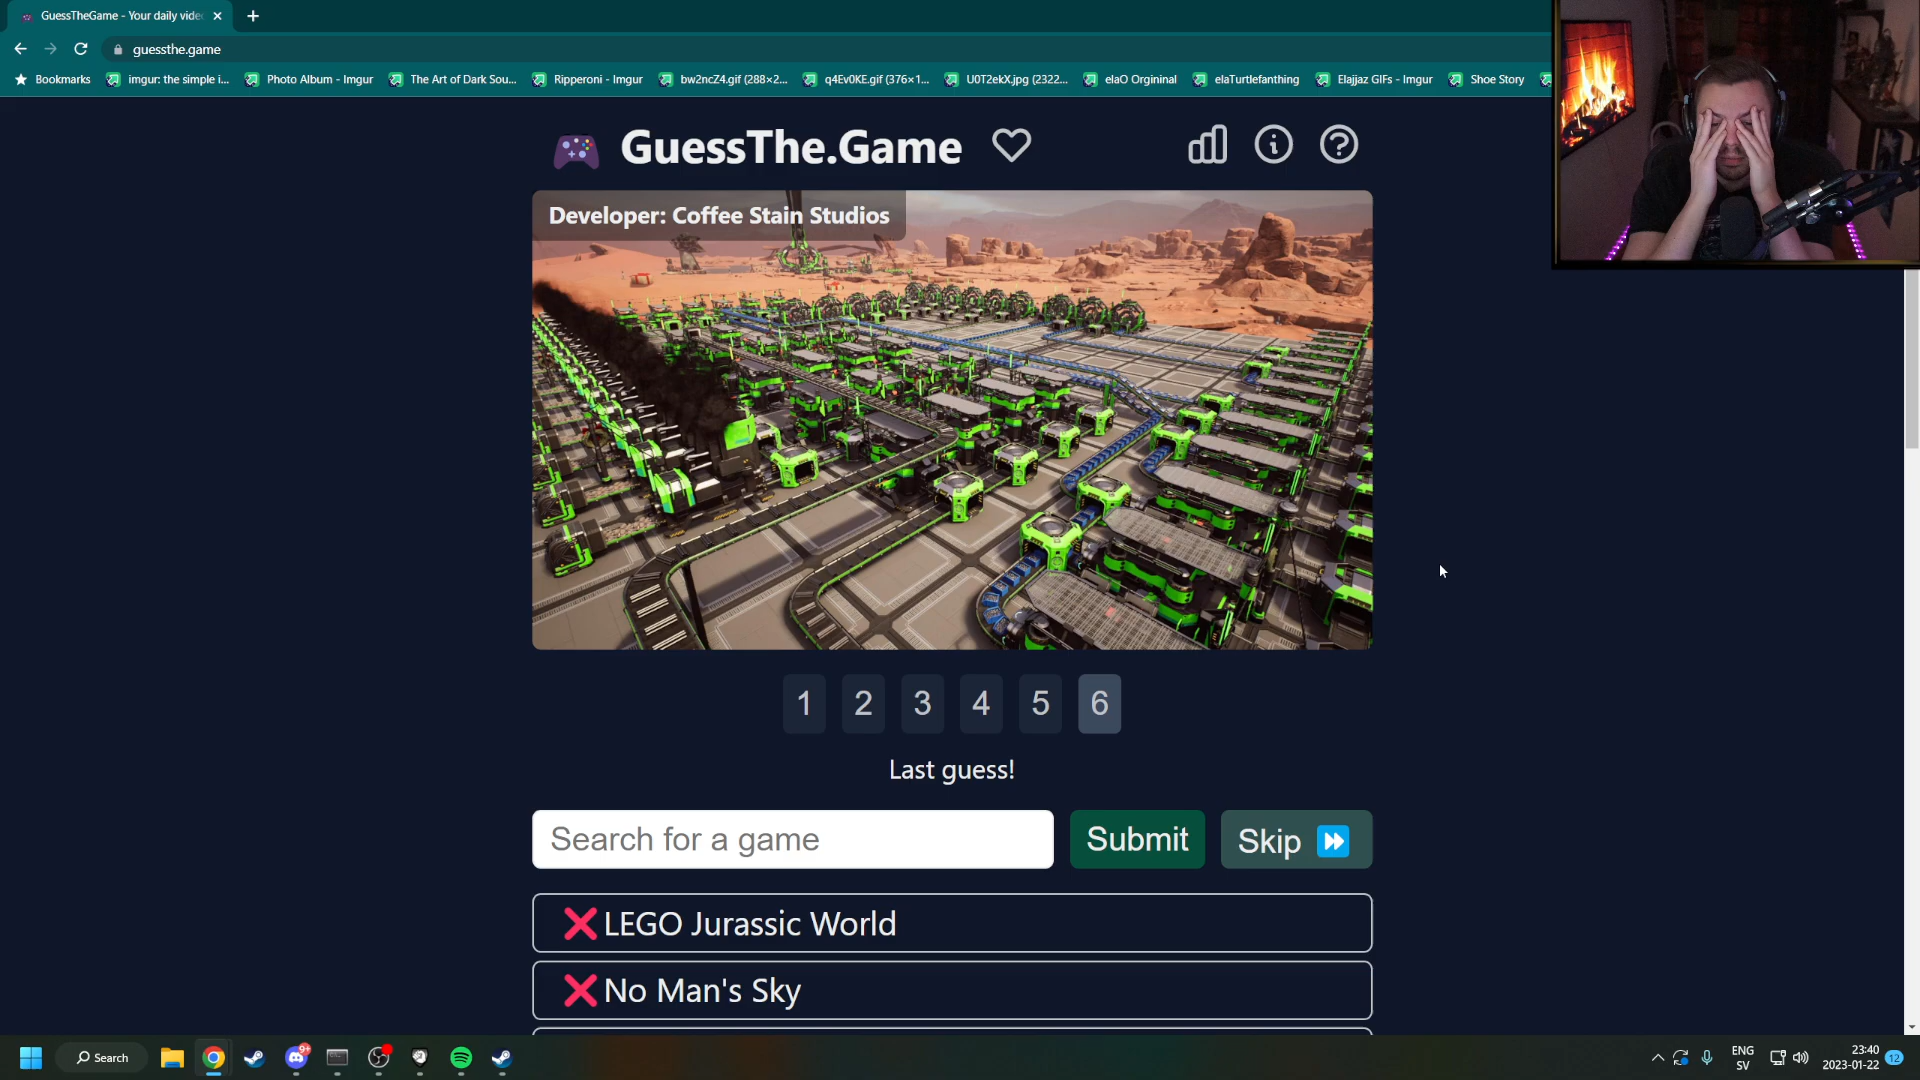 GuessTheGame - Your daily vide
guessthe.game
Bookmarks
imgur: the simple i...
Photo Album - Imgur
The Art of Dark Sou...
Ripperoni - Imgur
bw2ncZ4.gif (288×2...
q4Ev0KE.gif (376×1...
U0T2ekX.jpg (2322...
elaO Orgininal
elaTurtlefanthing
Elajjaz GIFs - Imgur
Shoe Story
GuessThe.Game
Developer: Coffee Stain Studios
1 2 3 4 5 6
Last guess!
Search for a game
Submit
Skip
LEGO Jurassic World
No Man's Sky
Search
9+
ENG
SV
23:40
2023-01-22
12